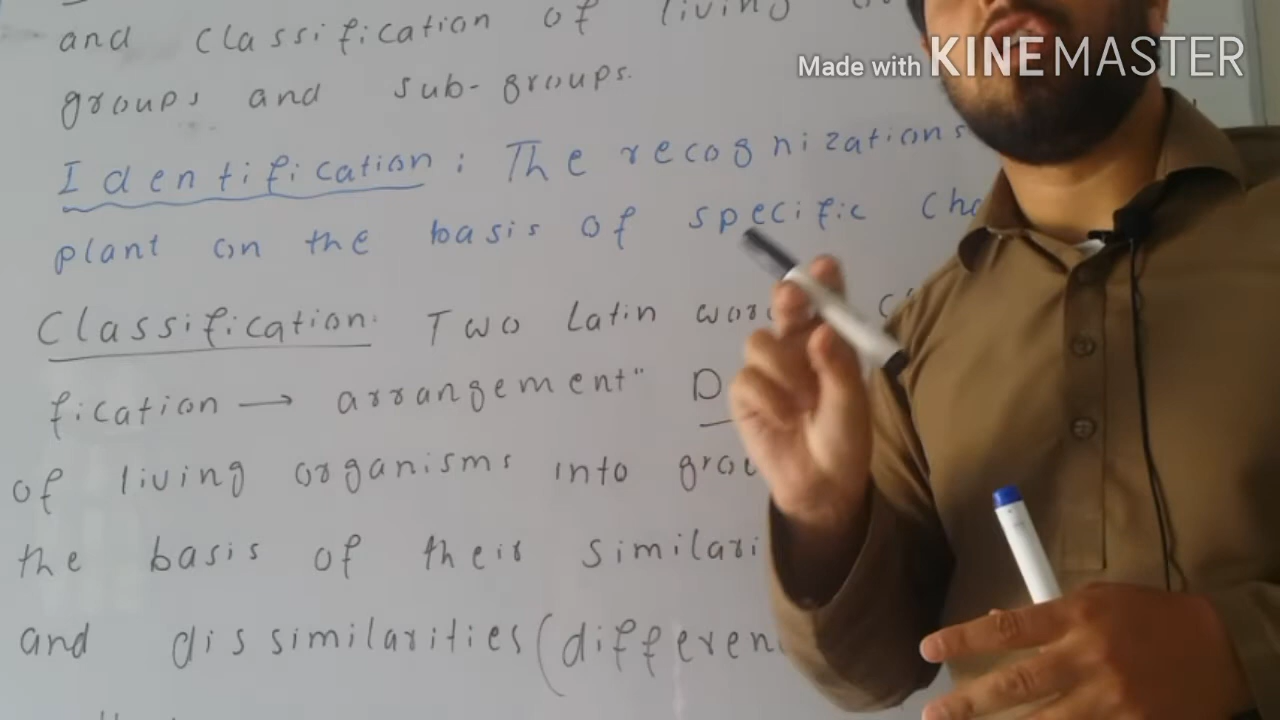 and classification of living
groups and sub-groups.
Made with KINEMASTER
Identification: The recognizations
plant on the basis of specific
Classification: Two Latin
fication → arrangement" D
of living organisms into
the basis of their
and dissimilarities (